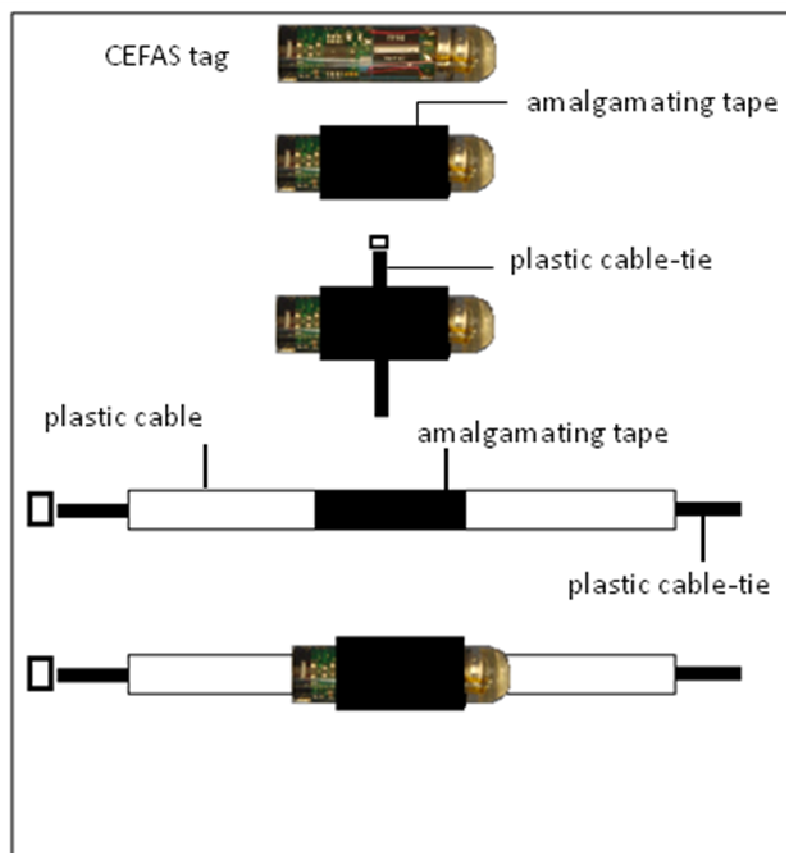 CEFAS tag
amalgamating tape
plastic cable-tie
plastic cable
amalgamating tape
plastic cable-tie